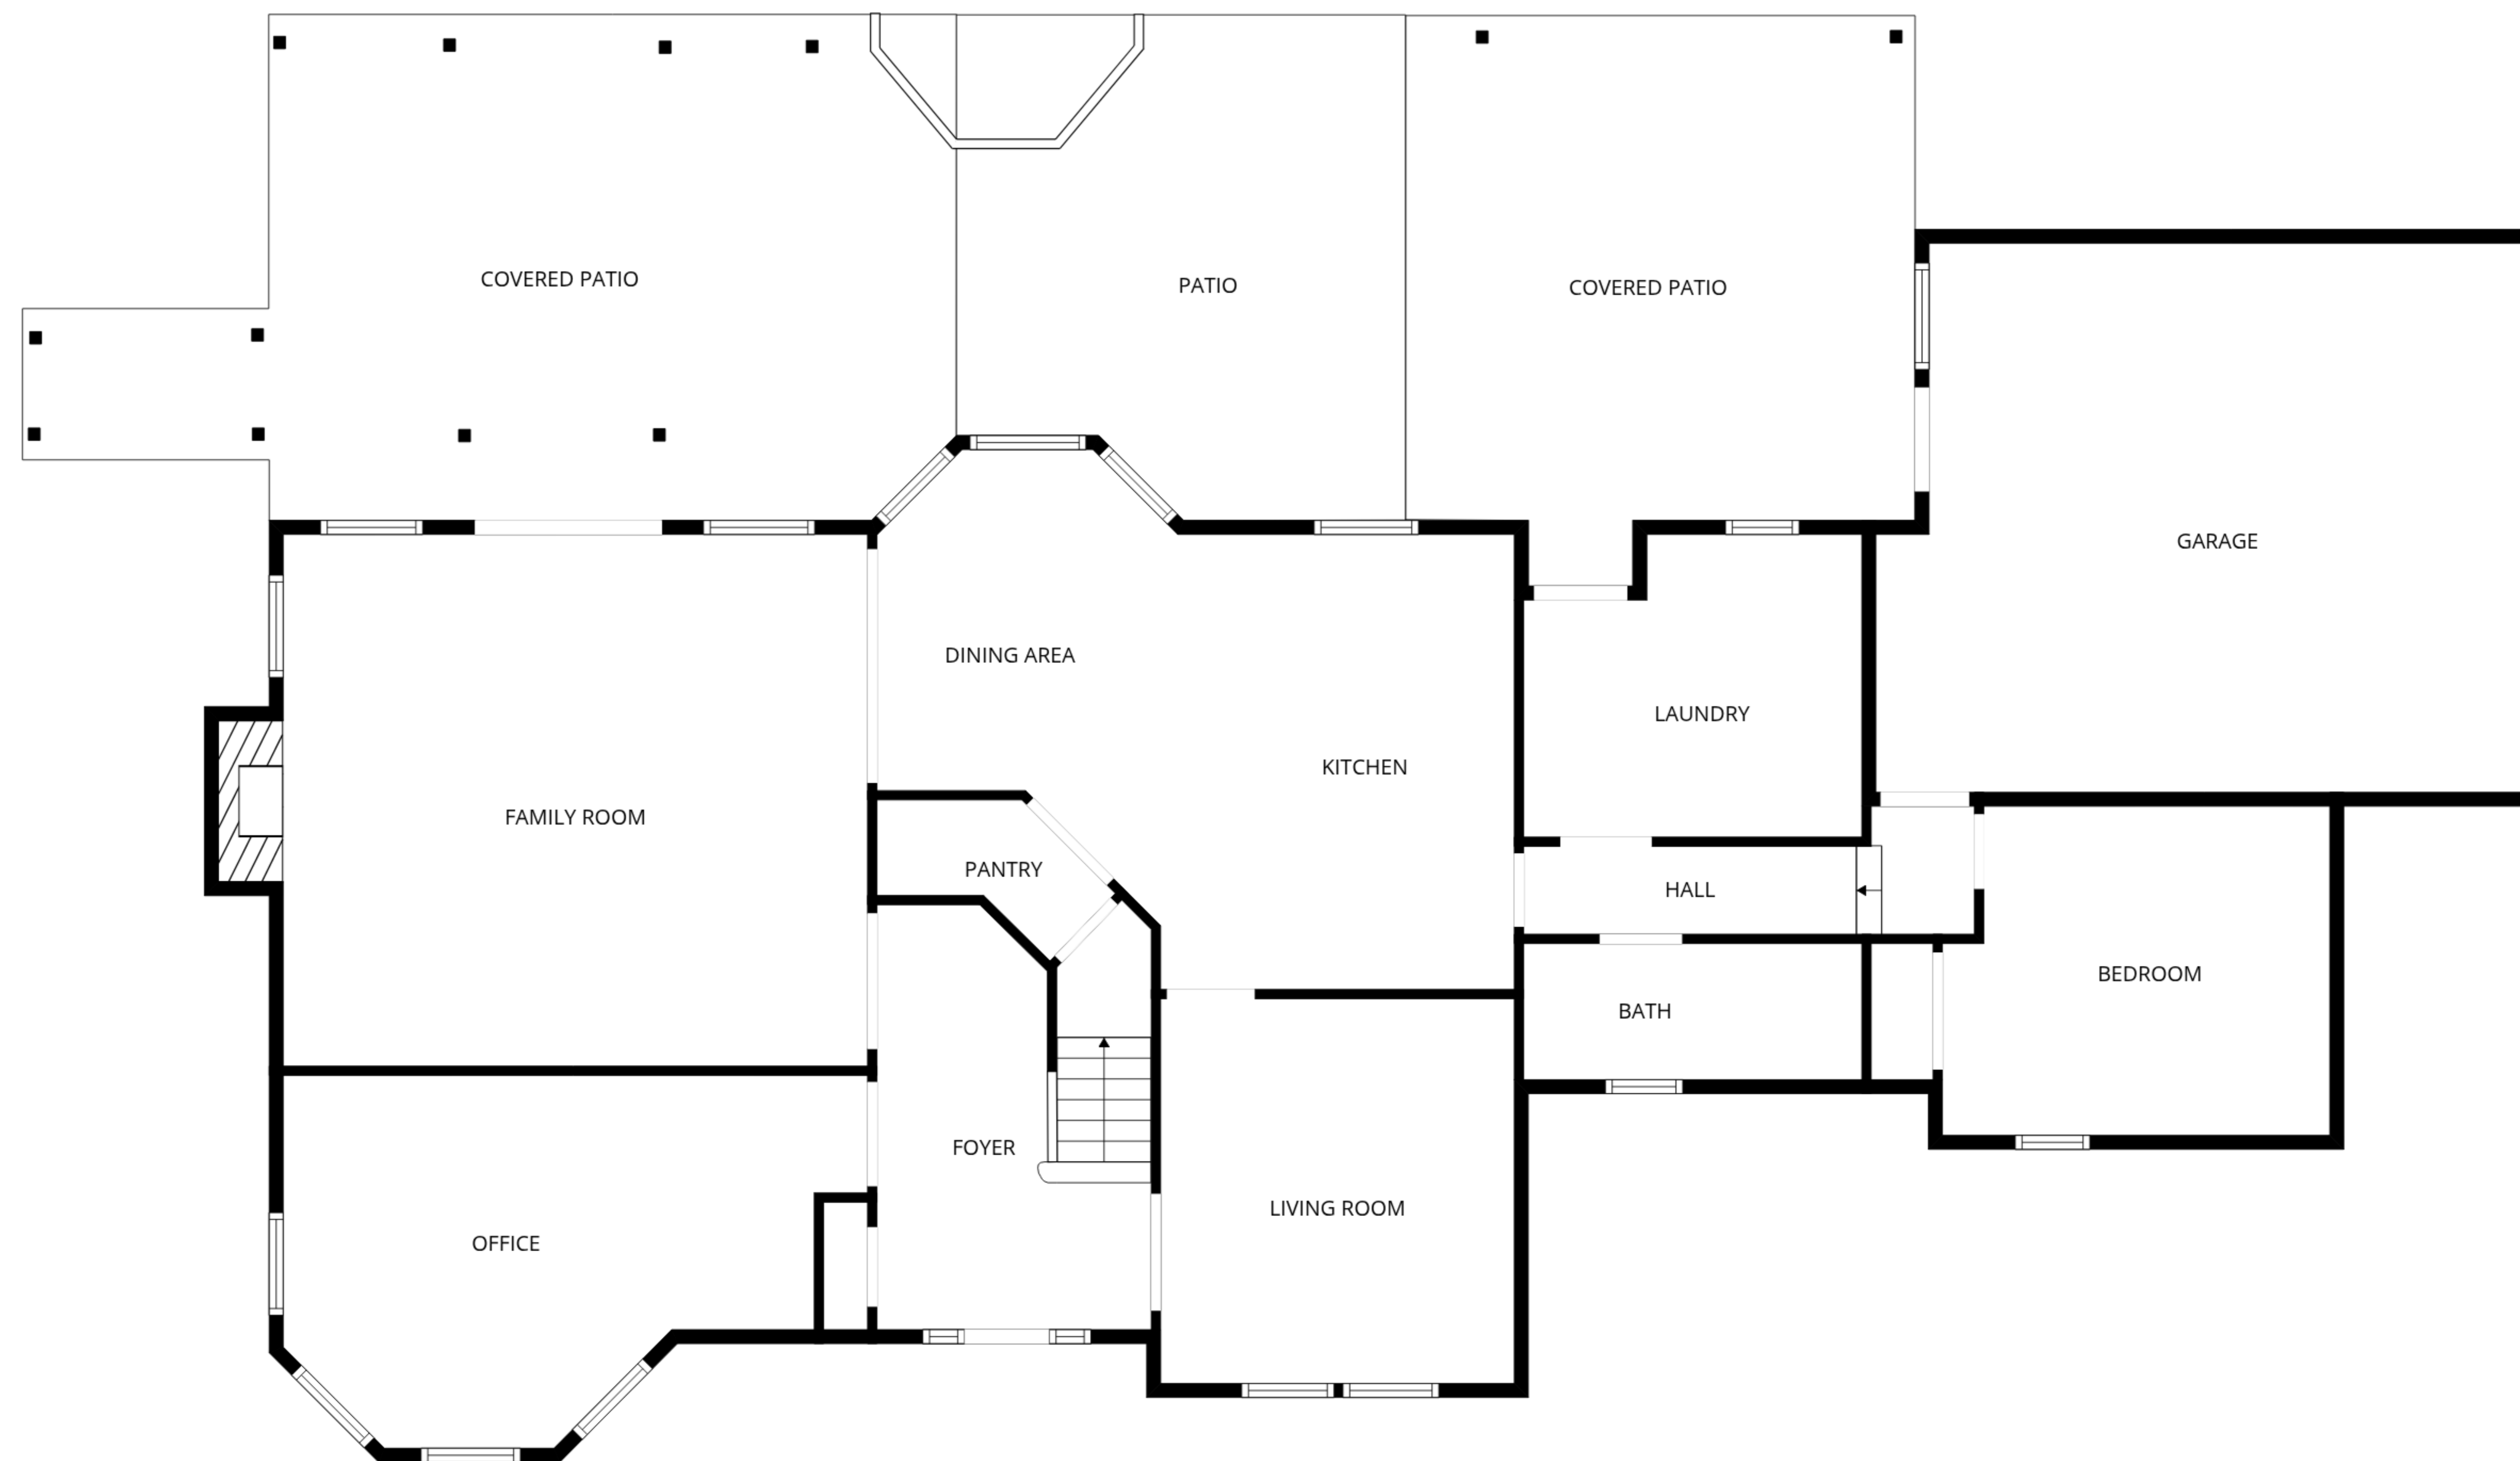 COVERED PATIO
PATIO
COVERED PATIO
GARAGE
DINING AREA
LAUNDRY
KITCHEN
FAMILY ROOM
PANTRY
HALL
BEDROOM
BATH
FOYER
LIVING ROOM
OFFICE